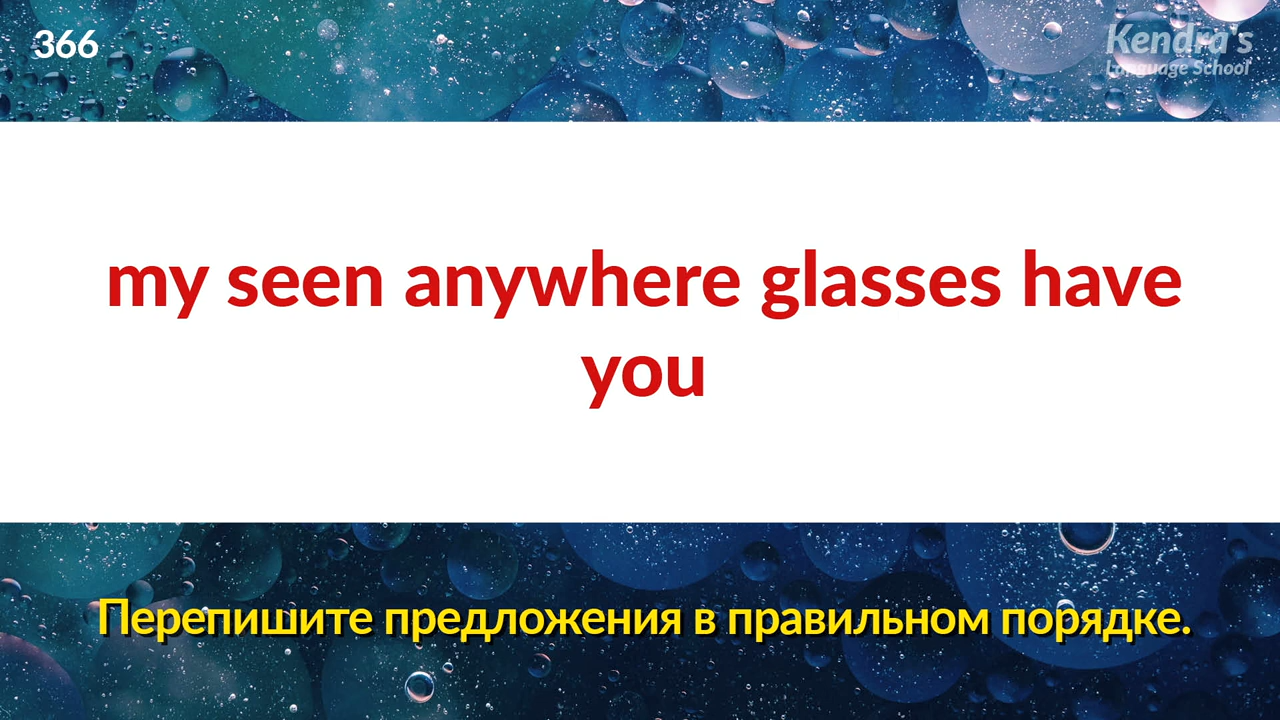 366
Kendra's
Language School
my seen anywhere glasses have
you
Перепишите предложения в правильном порядке.